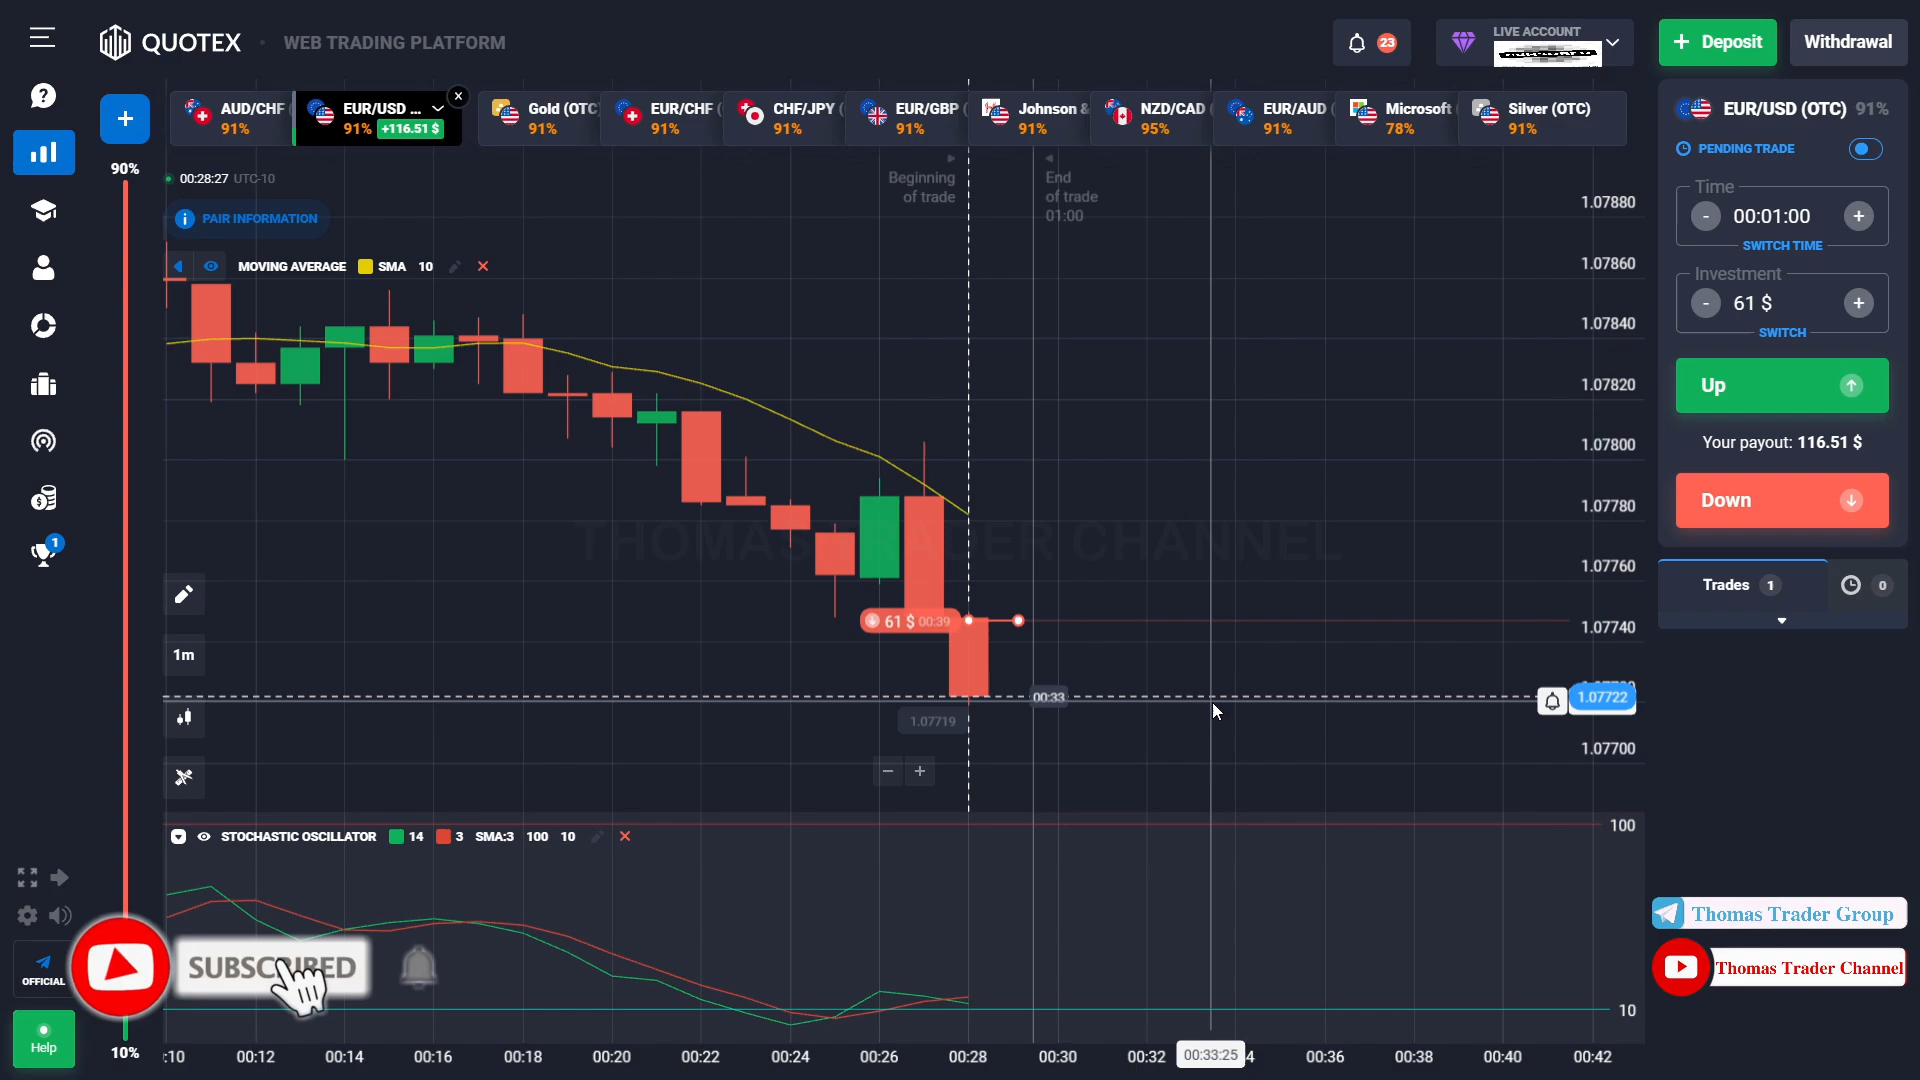 QUOTEX
WEB TRADING PLATFORM
23
LIVE ACCOUNT
+ Deposit
Withdrawal
AUD/CHF
91%
EUR/USD ...
91% +116.51 $
Gold (OTC
91%
EUR/CHF (
91%
CHF/JPY (
91%
EUR/GBP (
91%
Johnson &
91%
NZD/CAD
95%
EUR/AUD (
91%
Microsoft
78%
Silver (OTC)
91%
90%
00:28:27 UTC-10
PAIR INFORMATION
Beginning
of trade
End
of trade
01:00
MOVING AVERAGE SMA 10
1.07880
1.07860
1.07840
1.07820
1.07800
1.07780
1.07760
1.07740
1.07722
1.07700
THOMAS TRADER CHANNEL
61 $ 00:39
00:33
1.07719
1m
EUR/USD (OTC) 91%
PENDING TRADE
Time
- 00:01:00 +
SWITCH TIME
Investment
- 61 $ +
SWITCH
Up
Your payout: 116.51 $
Down
Trades 1
0
1
STOCHASTIC OSCILLATOR 14 3 SMA:3 100 10
100
10
Thomas Trader Group
Thomas Trader Channel
SUBSCRIBED
OFFICIAL
Help
10%
:10 00:12 00:14 00:16 00:18 00:20 00:22 00:24 00:26 00:28 00:30 00:32 00:33:25 4 00:36 00:38 00:40 00:42